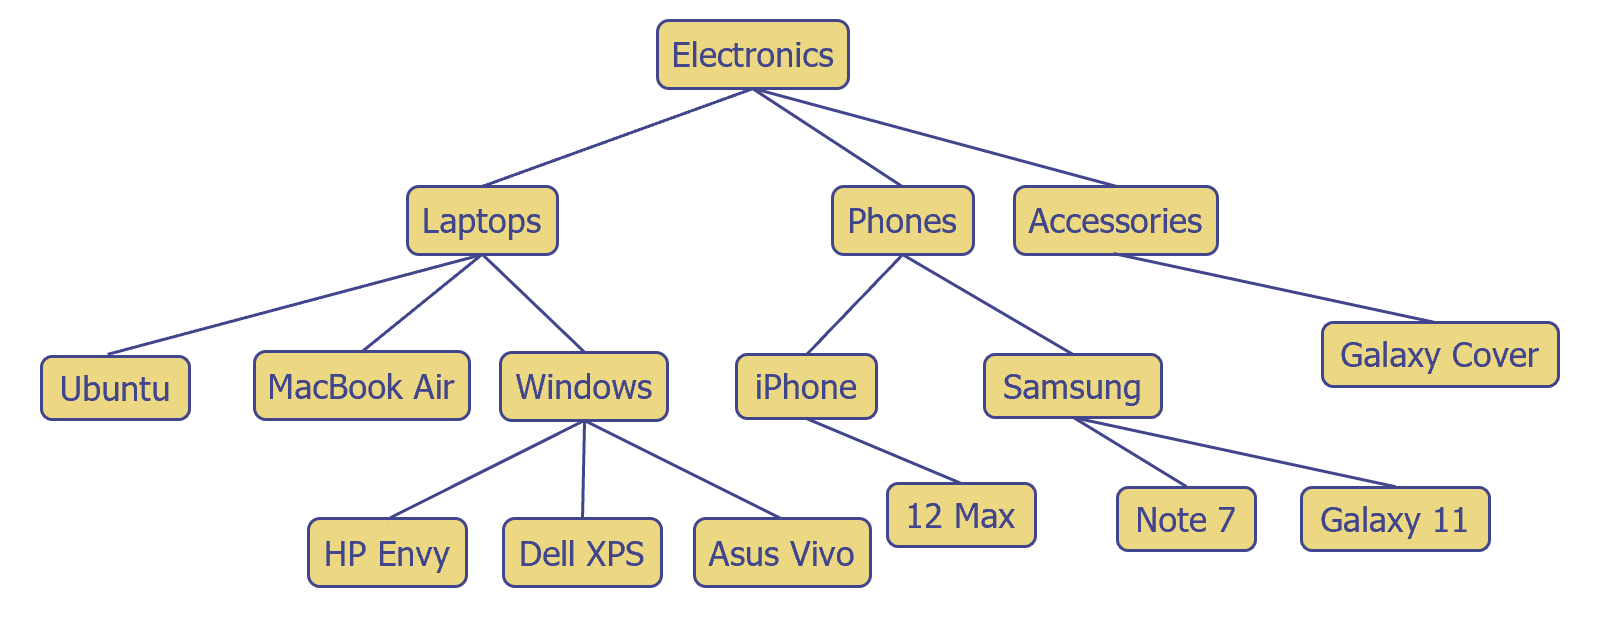 Electronics
Laptops
Phones
Accessories
Ubuntu
MacBook Air
Windows
iPhone
Samsung
Galaxy Cover
HP Envy
Dell XPS
Asus Vivo
12 Max
Note 7
Galaxy 11